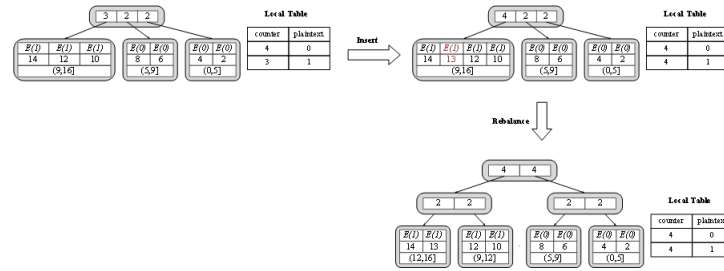 3 2 2
Local Table
counter plaintext
4 0
3 1
E(1) E(1) E(1)
14 12 10
(9,16]
E(0) E(0)
8 6
(5,9]
E(0) E(0)
4 2
(0,5]
Insert
4 2 2
Local Table
counter plaintext
4 0
4 1
E(1) E(1) E(1) E(1)
14 13 12 10
(9,16]
E(0) E(0)
8 6
(5,9]
E(0) E(0)
4 2
(0,5]
Rebalance
4 4
2 2
2 2
Local Table
counter plaintext
4 0
4 1
E(1) E(1)
14 13
(12,16]
E(1) E(1)
12 10
(9,12]
E(0) E(0)
8 6
(5,9]
E(0) E(0)
4 2
(0,5]